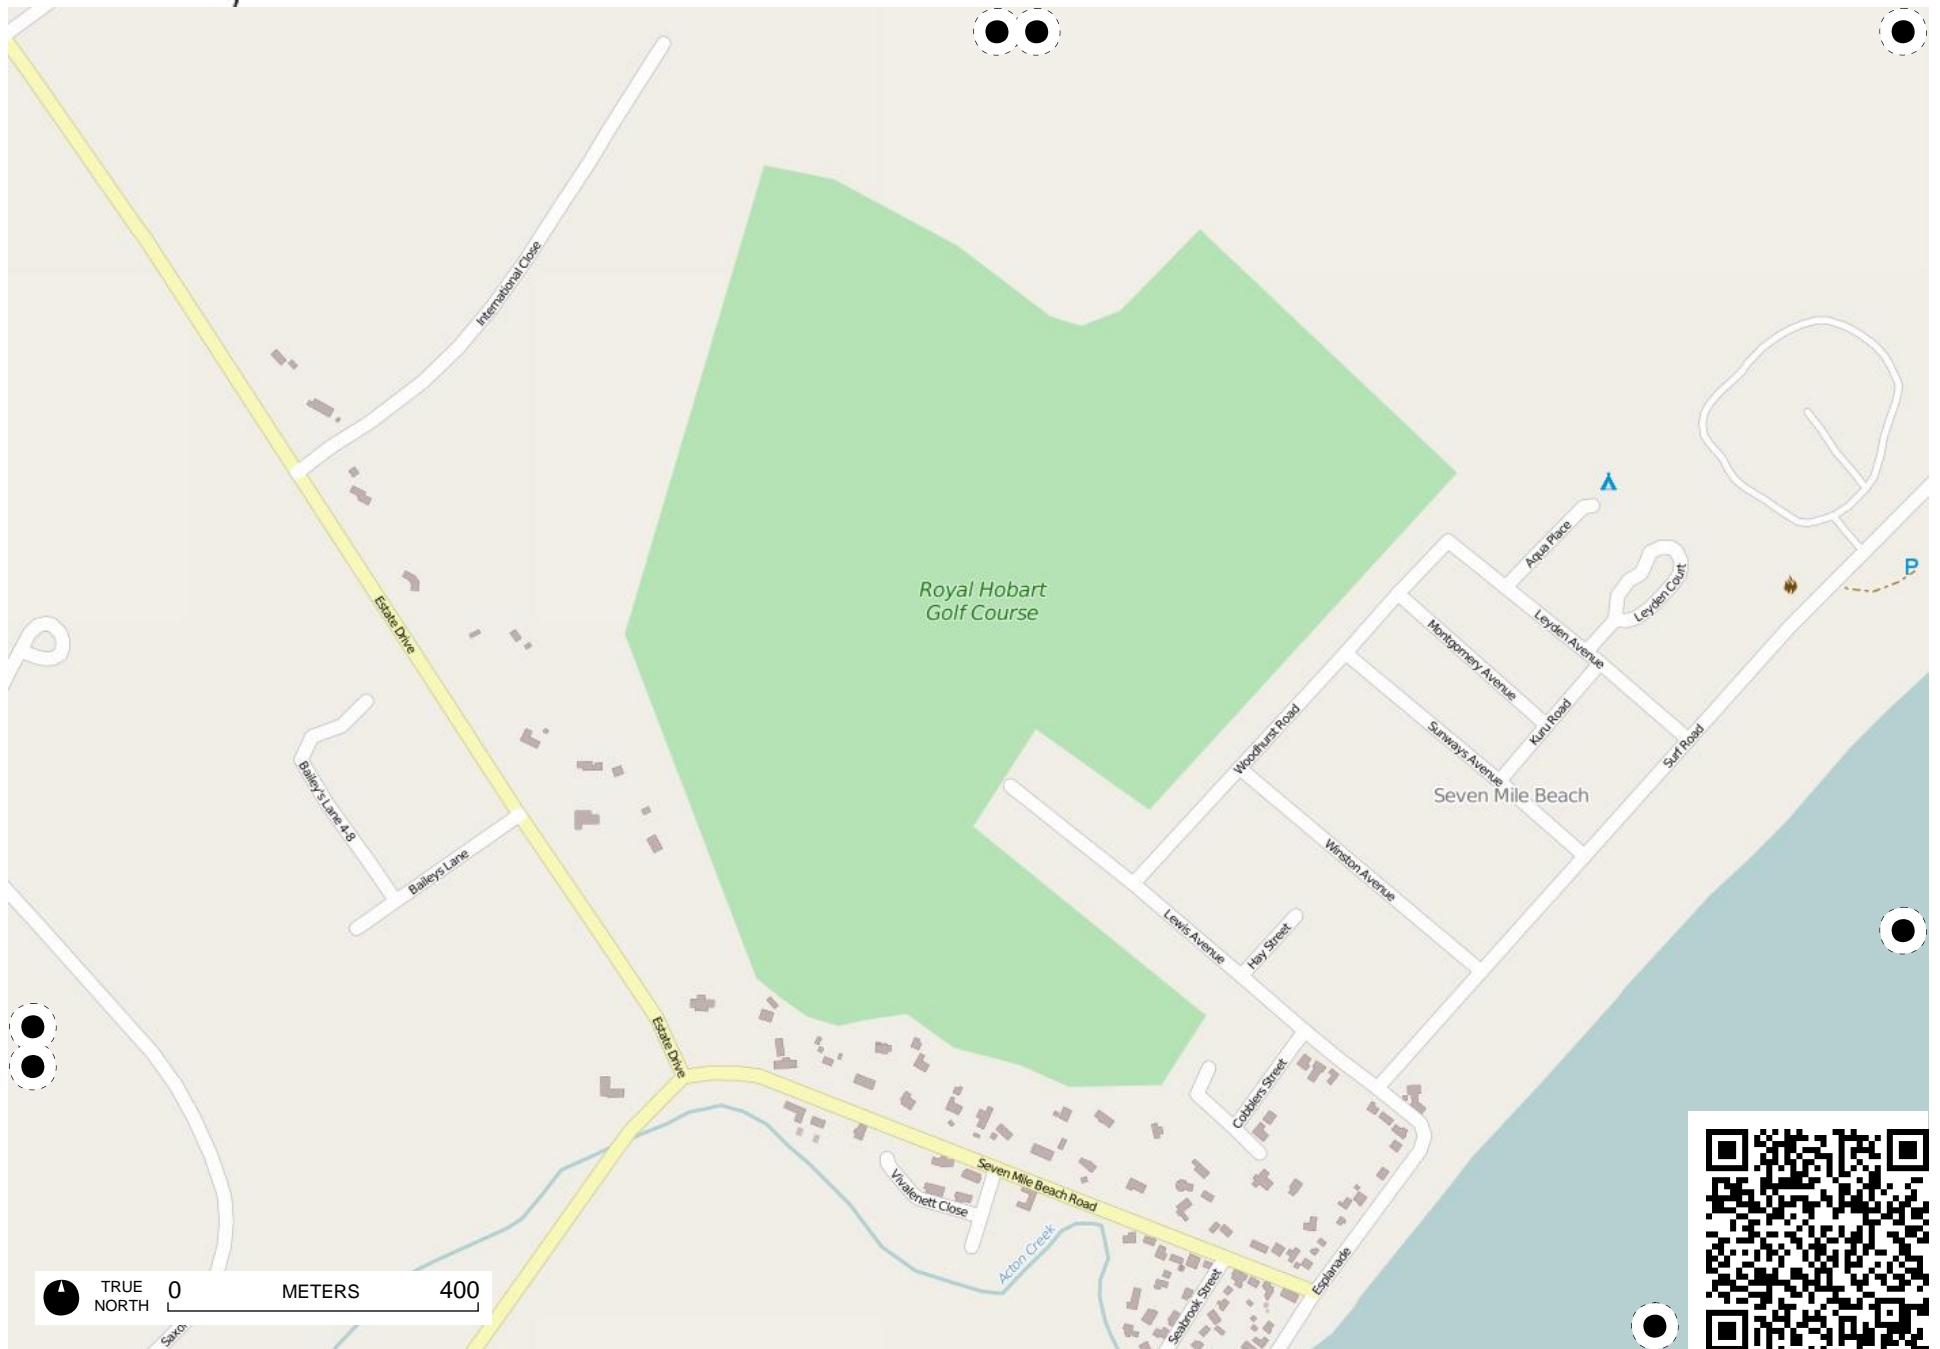 International Close
Royal Hobart
Golf Course
Aqua Place
Leyden Court
Leyden Avenue
Montgomery Avenue
Estate Drive
Kuru Road
Woodhurst Road
Sunways Avenue
Surf Road
P
Seven Mile Beach
Bailey's Lane 4-8
Baileys Lane
Winston Avenue
Lewis Avenue
Hay Street
Estate Drive
Cobblers Street
Seven Mile Beach Road
Vivalenett Close
Acton Creek
Esplanade
Seabrook Street
TRUE
NORTH
0 METERS 400